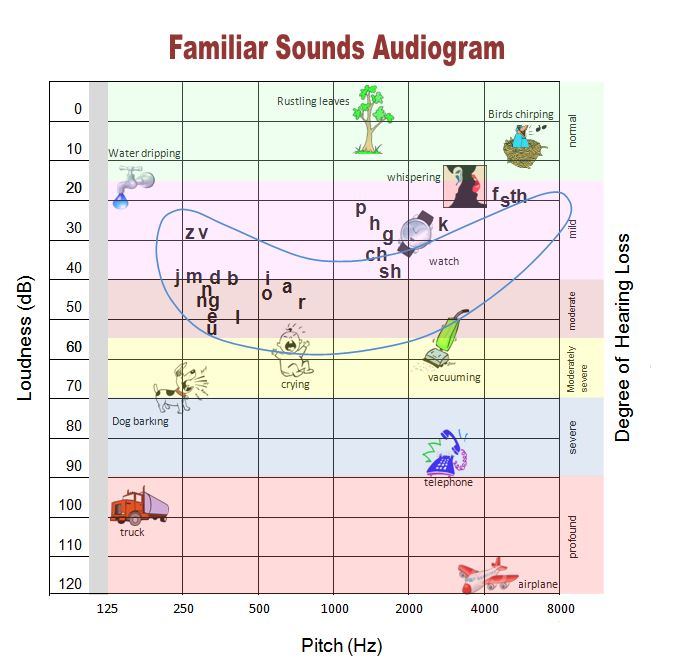 Familiar Sounds Audiogram
0
Rustling leaves
Birds chirping
normal
10
Water dripping
whispering
20
f s th
p
h
k
30
z v
g
mild
watch
ch
40
sh
j m d b
i
a
n
o
ng
r
moderate
50
e
l
u
60
crying
vacuuming
Moderately
severe
70
Dog barking
80
severe
90
telephone
100
truck
profound
110
120
airplane
125 250 500 1000 2000 4000 8000
Pitch (Hz)
Loudness (dB)
Degree of Hearing Loss